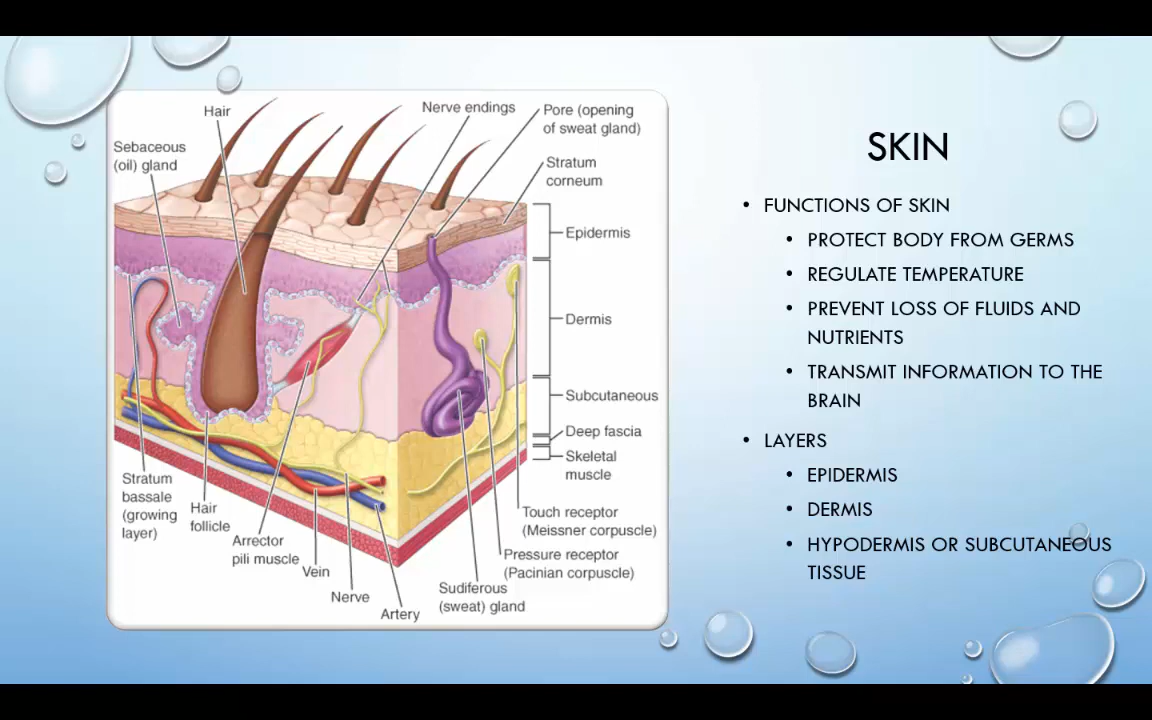 Hair
Nerve endings
Pore (opening
of sweat gland)
Sebaceous
(oil) gland
Stratum
corneum
Epidermis
Dermis
Subcutaneous
Deep fascia
Skeletal
muscle
Stratum
bassale
(growing
layer)
Hair
follicle
Arrector
pili muscle
Vein
Nerve
Artery
Sudiferous
(sweat) gland
Pressure receptor
(Pacinian corpuscle)
Touch receptor
(Meissner corpuscle)
SKIN
• FUNCTIONS OF SKIN
• PROTECT BODY FROM GERMS
• REGULATE TEMPERATURE
• PREVENT LOSS OF FLUIDS AND
NUTRIENTS
• TRANSMIT INFORMATION TO THE
BRAIN
• LAYERS
• EPIDERMIS
• DERMIS
• HYPODERMIS OR SUBCUTANEOUS
TISSUE